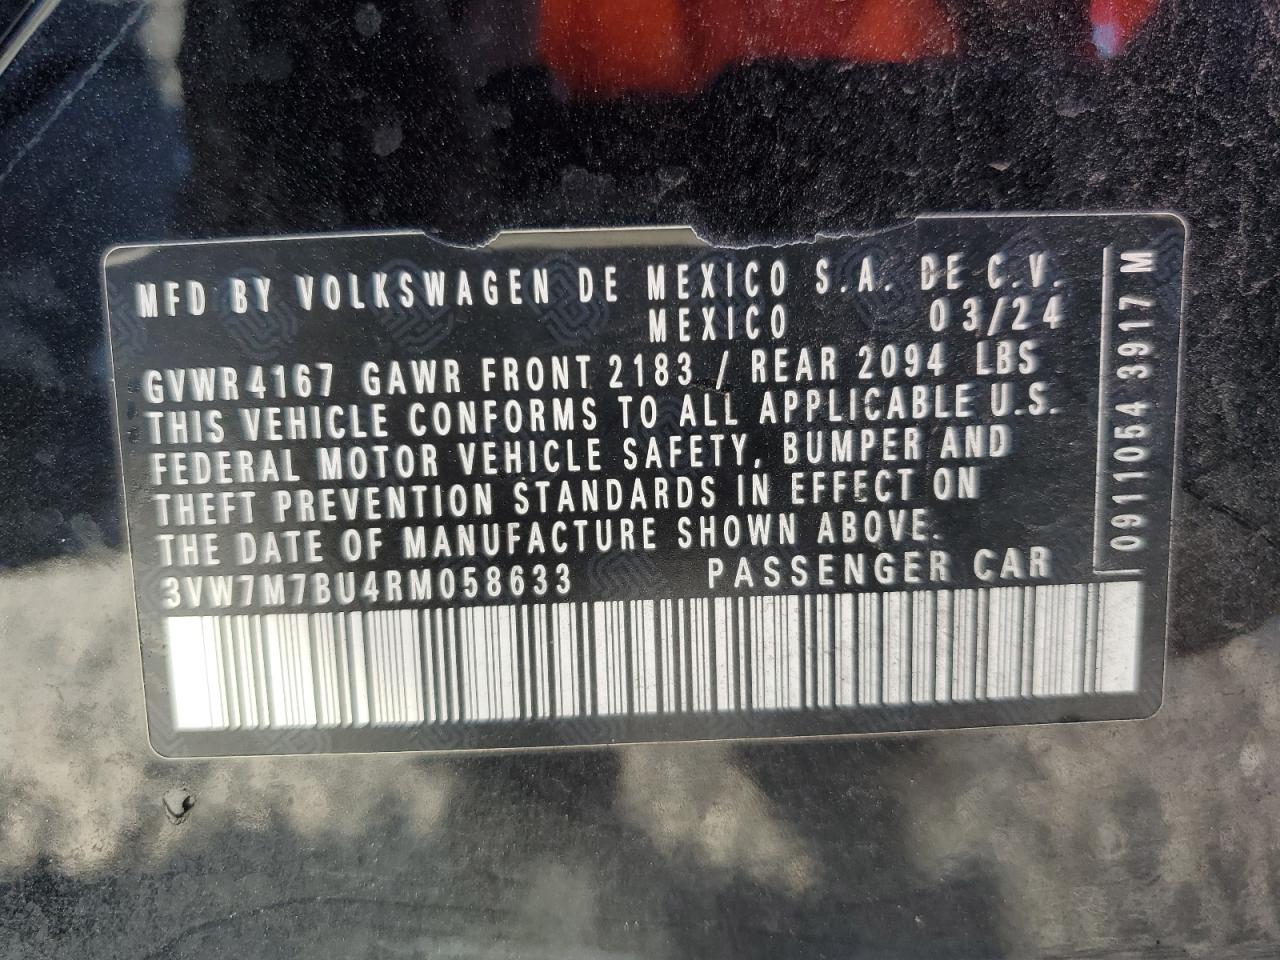 MFD BY VOLKSWAGEN DE MEXICO S.A. DE C.V.
MEXICO 03/24
GVWR 4167 GAWR FRONT 2183 / REAR 2094 LBS
THIS VEHICLE CONFORMS TO ALL APPLICABLE U.S.
FEDERAL MOTOR VEHICLE SAFETY, BUMPER AND
THEFT PREVENTION STANDARDS IN EFFECT ON
THE DATE OF MANUFACTURE SHOWN ABOVE.
3VW7M7BU4RM058633 PASSENGER CAR
0911054 3917 M